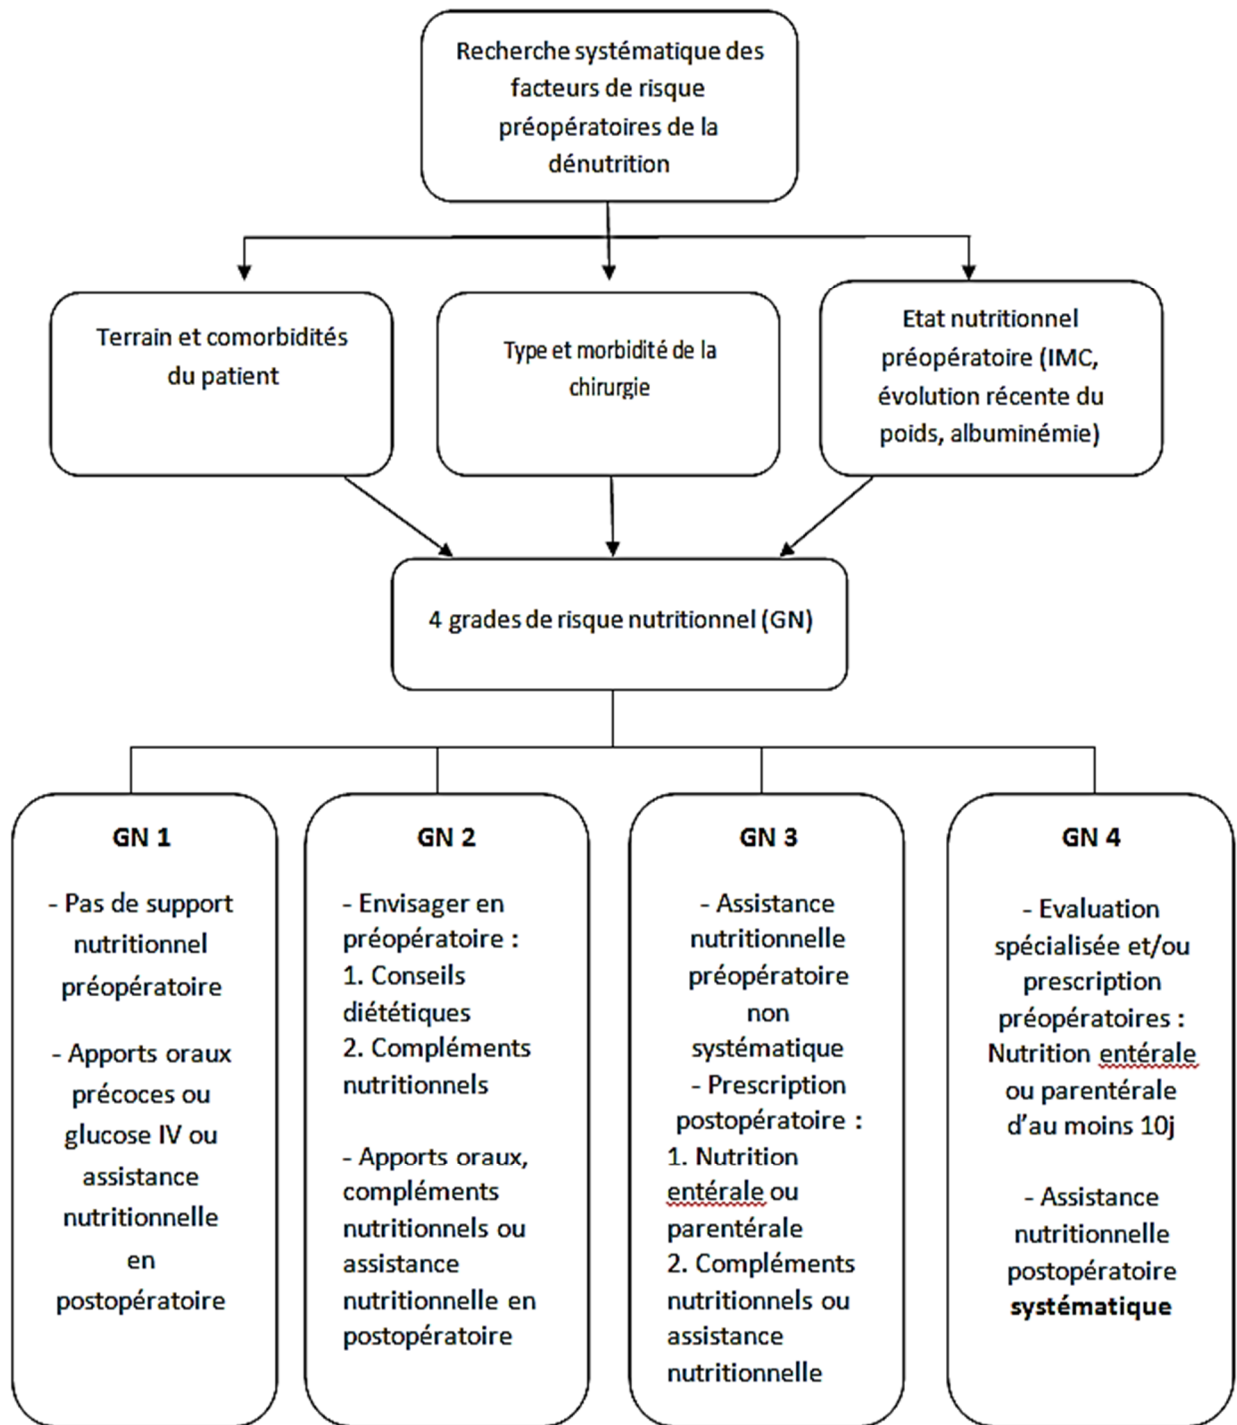 Recherche systématique des
facteurs de risque
préopératoires de la
dénutrition
Terrain et comorbidités
du patient
Type et morbidité de la
chirurgie
Etat nutritionnel
préopératoire (IMC,
évolution récente du
poids, albuminémie)
4 grades de risque nutritionnel (GN)
GN 1
- Pas de support
nutritionnel
préopératoire
- Apports oraux
précoces ou
glucose IV ou
assistance
nutritionnelle
en
postopératoire
GN 2
- Envisager en
préopératoire :
1. Conseils
diététiques
2. Compléments
nutritionnels
- Apports oraux,
compléments
nutritionnels ou
assistance
nutritionnelle en
postopératoire
GN 3
- Assistance
nutritionnelle
préopératoire
non
systématique
- Prescription
postopératoire :
1. Nutrition
entérale ou
parentérale
2. Compléments
nutritionnels ou
assistance
nutritionnelle
GN 4
- Evaluation
spécialisée et/ou
prescription
préopératoires :
Nutrition entérale
ou parentérale
d'au moins 10j
- Assistance
nutritionnelle
postopératoire
systématique